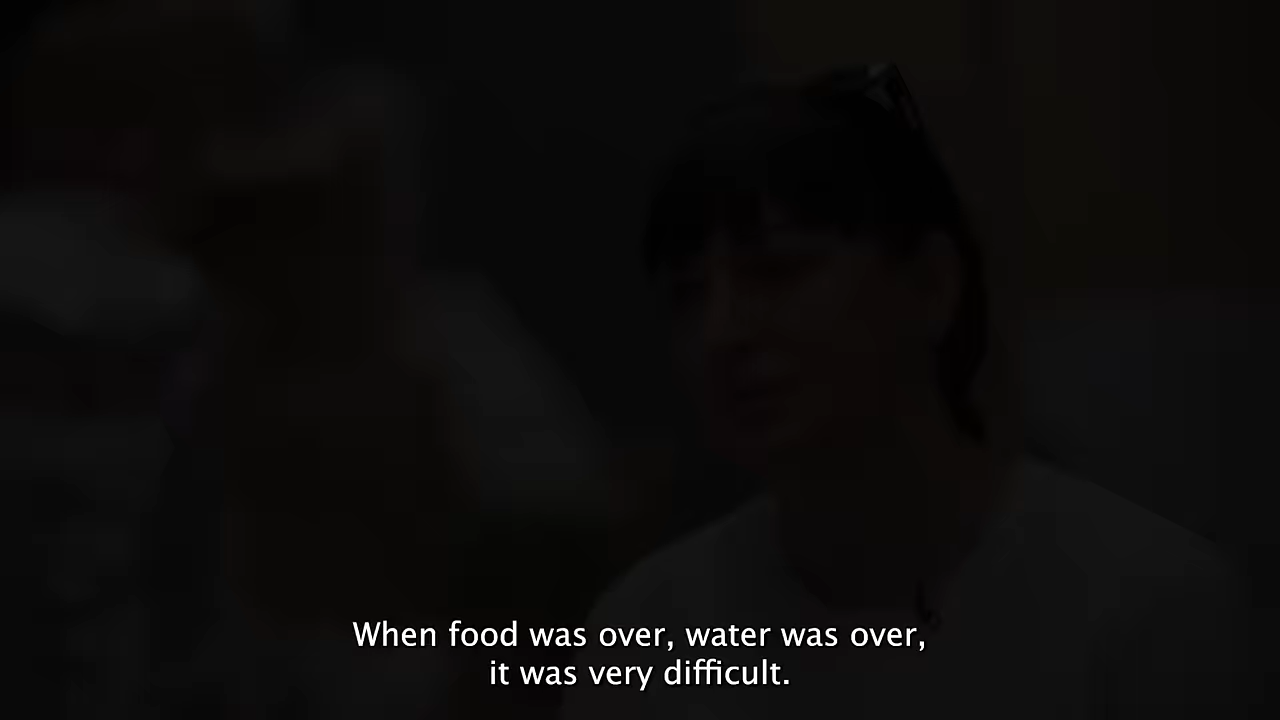 When food was over, water was over,
it was very difficult.